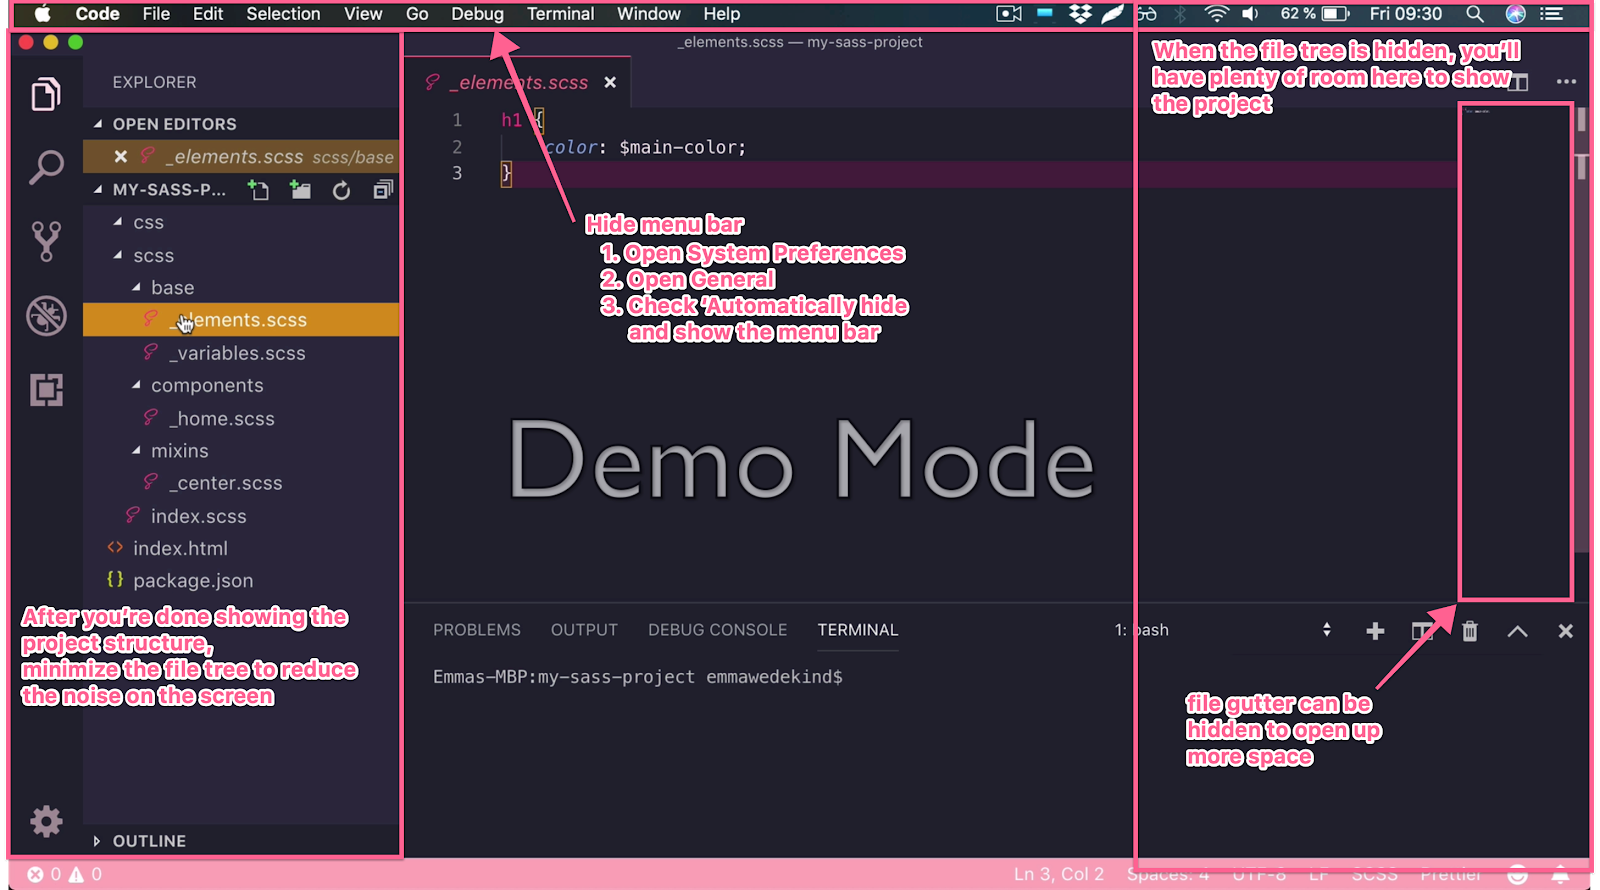 Code File Edit Selection View Go Debug Terminal Window Help 62 % Fri 09:30
_elements.scss — my-sass-project
When the file tree is hidden, you'll
have plenty of room here to show
the project
EXPLORER
_elements.scss
OPEN EDITORS
_elements.scss scss/base
MY-SASS-P...
css
scss
base
_elements.scss
_variables.scss
components
_home.scss
mixins
_center.scss
index.scss
index.html
package.json
After you're done showing the
project structure,
minimize the file tree to reduce
the noise on the screen
OUTLINE
1 h1 {
2 color: $main-color;
3 }
Hide menu bar
1. Open System Preferences
2. Open General
3. Check 'Automatically hide
and show the menu bar
Demo Mode
PROBLEMS OUTPUT DEBUG CONSOLE TERMINAL 1: bash
Emmas-MBP:my-sass-project emmawedekind$
file gutter can be
hidden to open up
more space
0 0 Ln 3, Col 2 Spaces: 4 UTF-8 LF SCSS Prettier